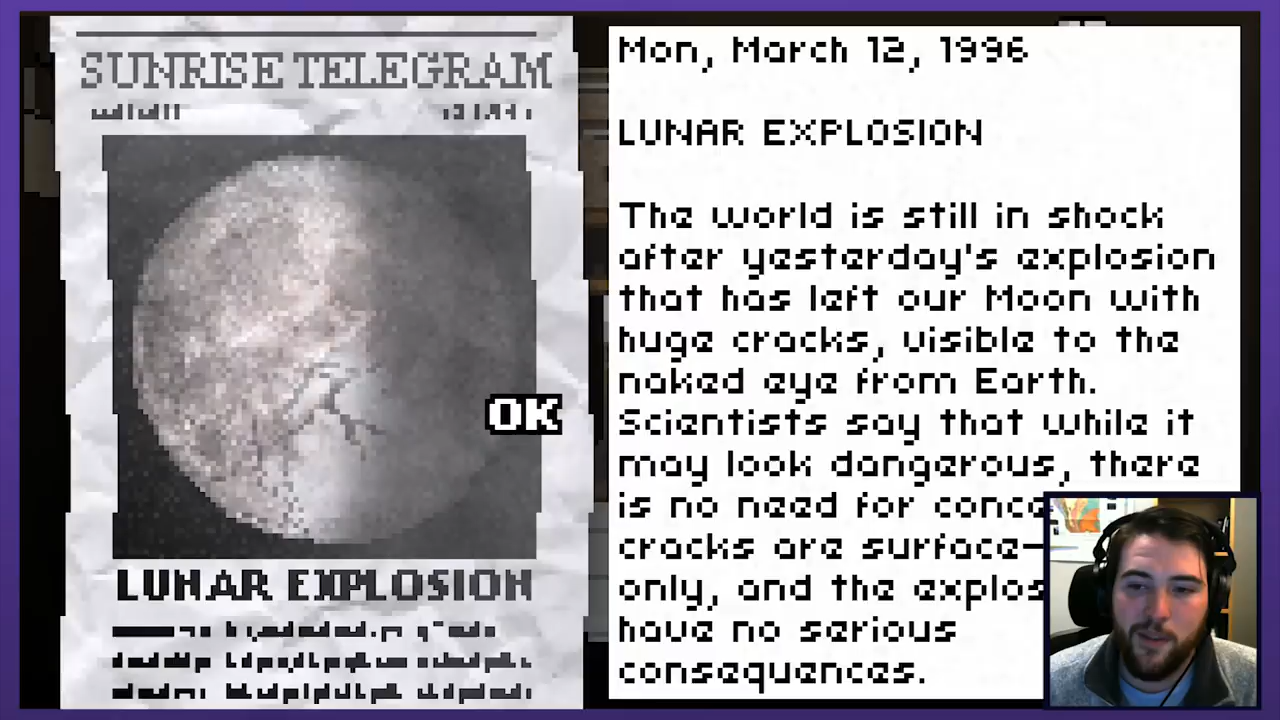 SUNRISE TELEGRAM
LUNAR EXPLOSION
OK
Mon, March 12, 1996
LUNAR EXPLOSION
The world is still in shock
after yesterday's explosion
that has left our Moon with
huge cracks, visible to the
naked eye from Earth.
Scientists say that while it
may look dangerous, there
is no need for
cracks are surface-
only, and the
have no serious
consequences.